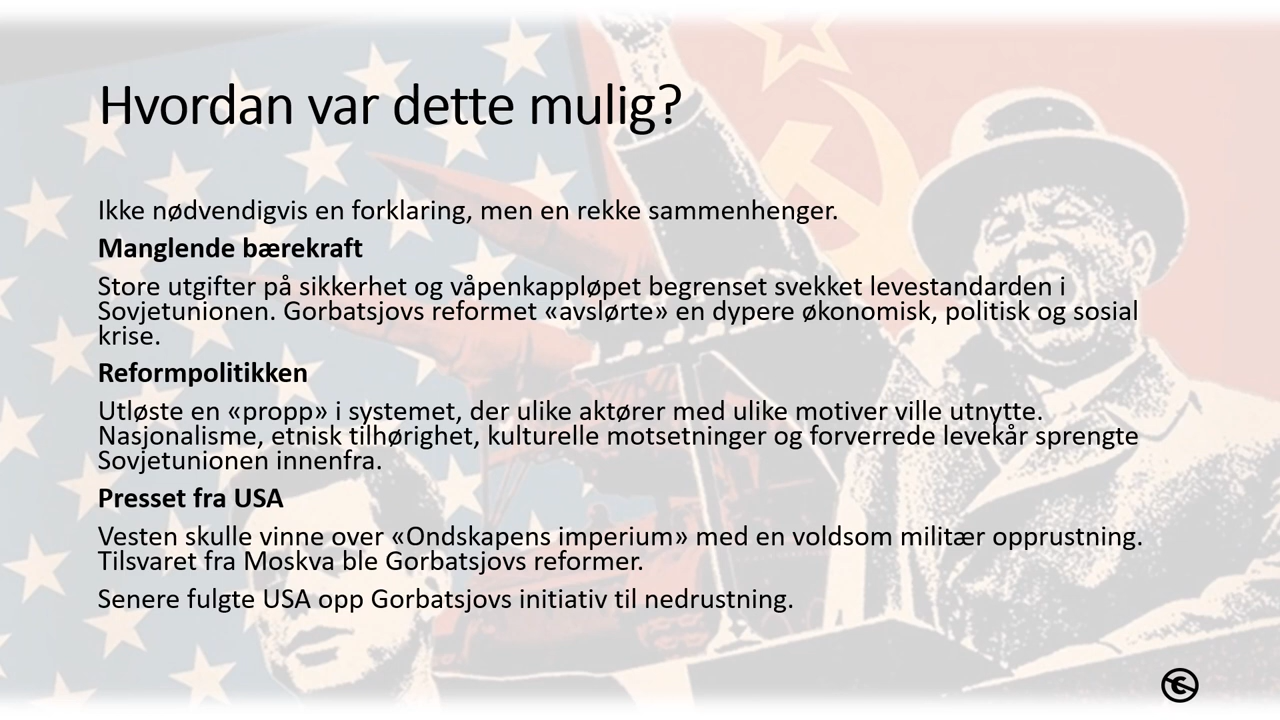 Hvordan var dette mulig?
Ikke nødvendigvis en forklaring, men en rekke sammenhenger.
Manglende bærekraft
Store utgifter på sikkerhet og våpenkappløpet begrenset svekket levestandarden i
Sovjetunionen. Gorbatsjovs reformet «avslørte» en dypere økonomisk, politisk og sosial
krise.
Reformpolitikken
Utløste en «propp» i systemet, der ulike aktører med ulike motiver ville utnytte.
Nasjonalisme, etnisk tilhørighet, kulturelle motsetninger og forverrede levekår sprengte
Sovjetunionen innenfra.
Presset fra USA
Vesten skulle vinne over «Ondskapens imperium» med en voldsom militær opprustning.
Tilsvaret fra Moskva ble Gorbatsjovs reformer.
Senere fulgte USA opp Gorbatsjovs initiativ til nedrustning.